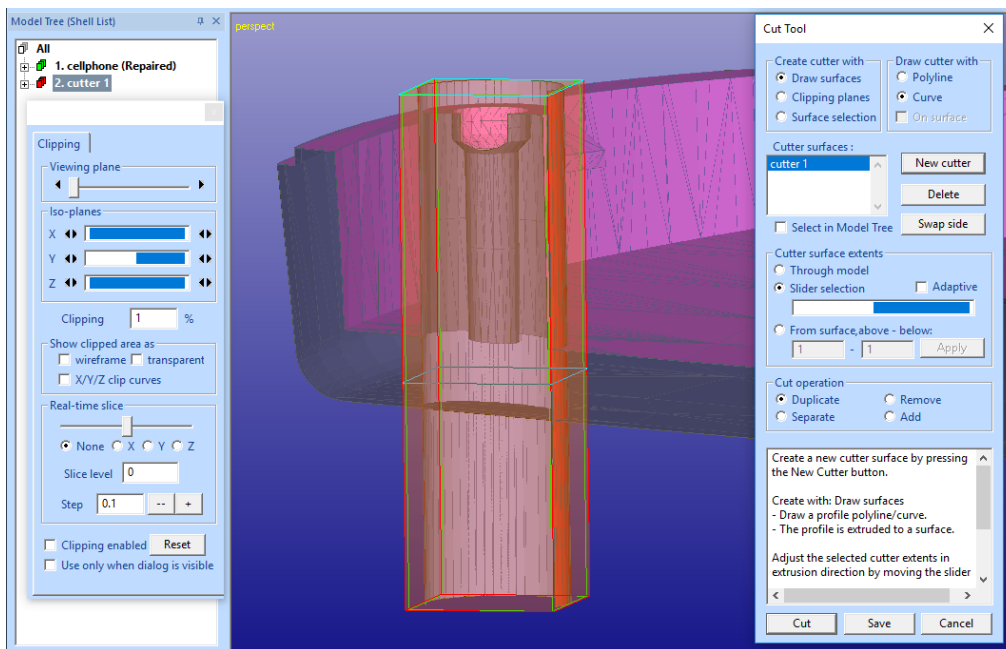 Model Tree (Shell List)
All
1. cellphone (Repaired)
2. cutter 1
Clipping
Viewing plane
Iso-planes
X
Y
Z
Clipping 1 %
Show clipped area as
wireframe transparent
X/Y/Z clip curves
Real-time slice
None X Y Z
Slice level 0
Step 0.1 -- +
Clipping enabled Reset
Use only when dialog is visible
perspect
Cut Tool
Create cutter with
Draw surfaces
Clipping planes
Surface selection
Draw cutter with
Polyline
Curve
On surface
Cutter surfaces :
cutter 1
New cutter
Delete
Swap side
Select in Model Tree
Cutter surface extents
Through model
Slider selection Adaptive
From surface,above - below:
1 - 1 Apply
Cut operation
Duplicate Remove
Separate Add
Create a new cutter surface by pressing
the New Cutter button.
Create with: Draw surfaces
- Draw a profile polyline/curve.
- The profile is extruded to a surface.
Adjust the selected cutter extents in
extrusion direction by moving the slider
Cut Save Cancel